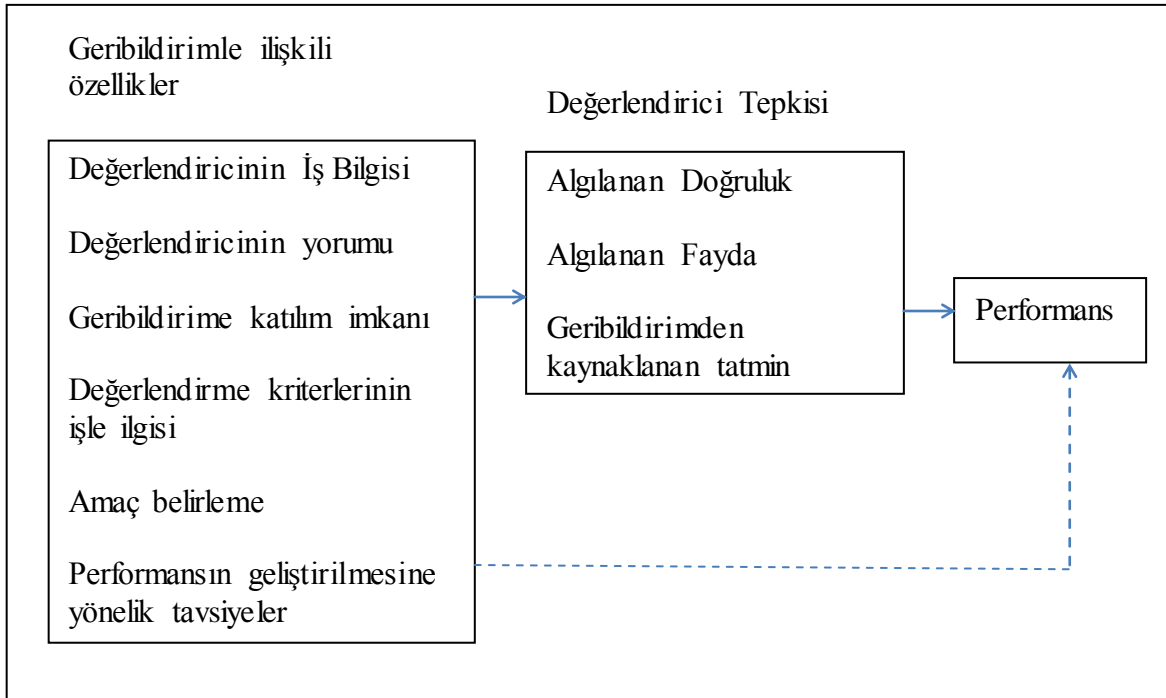 Geribildirimle ilişkili
özellikler
Değerlendiricinin İş Bilgisi
Değerlendiricinin yorumu
Geribildirime katılım imkanı
Değerlendirme kriterlerinin
işle ilgisi
Amaç belirleme
Performansın geliştirilmesine
yönelik tavsiyeler
Değerlendirici Tepkisi
Algılanan Doğruluk
Algılanan Fayda
Geribildirimden
kaynaklanan tatmin
Performans